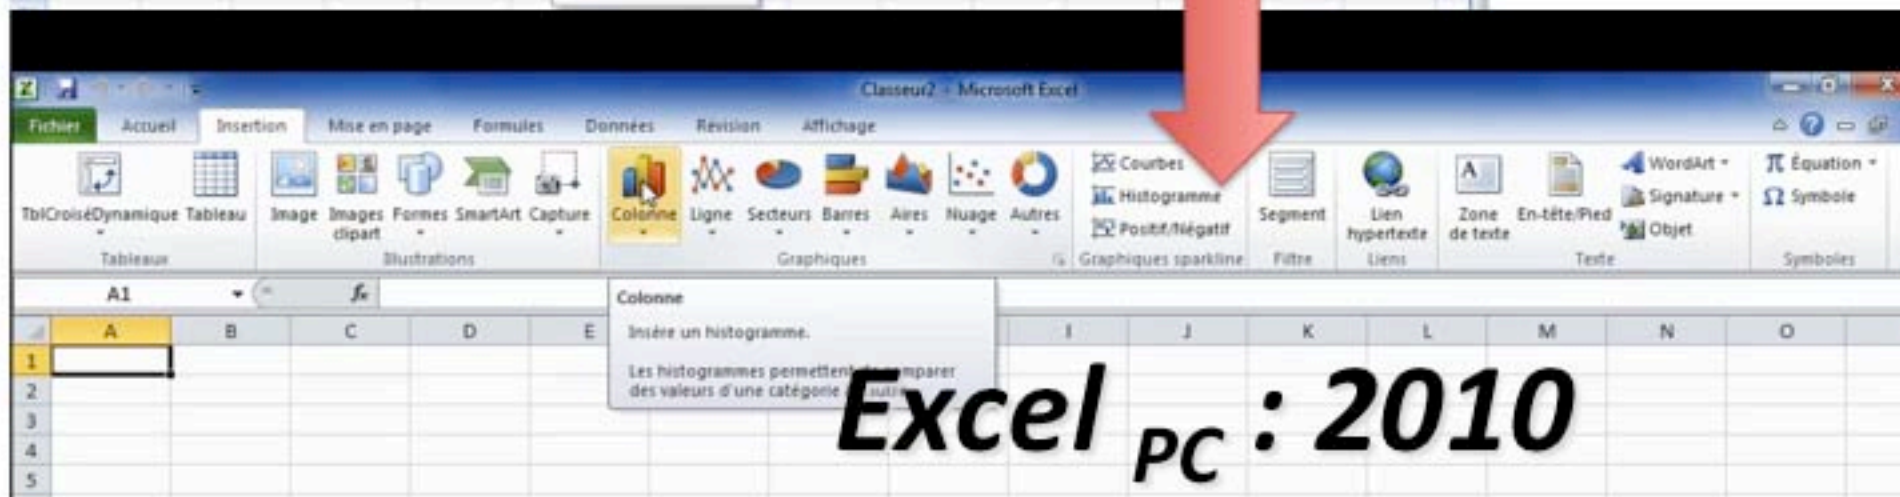 Classeur2 - Microsoft Excel
Fichier Accueil Insertion Mise en page Formules Données Révision Affichage
TblCroiséDynamique Tableau Image Images clipart Formes SmartArt Capture Colonne Ligne Secteurs Barres Aires Nuage Autres
Courbes
Histogramme
Positif/Négatif
Segment Lien hypertexte Zone de texte En-tête/Pied
WordArt
Signature
Objet
Équation
Symbole
Tableaux Illustrations Graphiques Graphiques sparkline Filtre Liens Texte Symboles
A1 fx
A B C D E I J K L M N O
1
2
3
4
5
Colonne
Insère un histogramme.
Les histogrammes permettent
des valeurs d'une catégorie
Excel PC : 2010